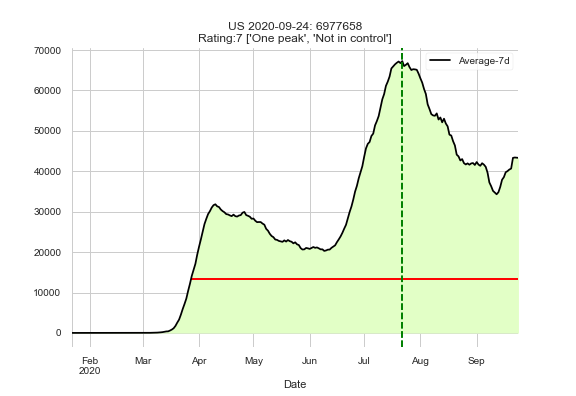 US 2020-09-24: 6977658
Rating:7 ['One peak', 'Not in control']
70000
60000
50000
40000
30000
20000
10000
0
Average-7d
Feb Mar Apr May Jun Jul Aug Sep
2020
Date